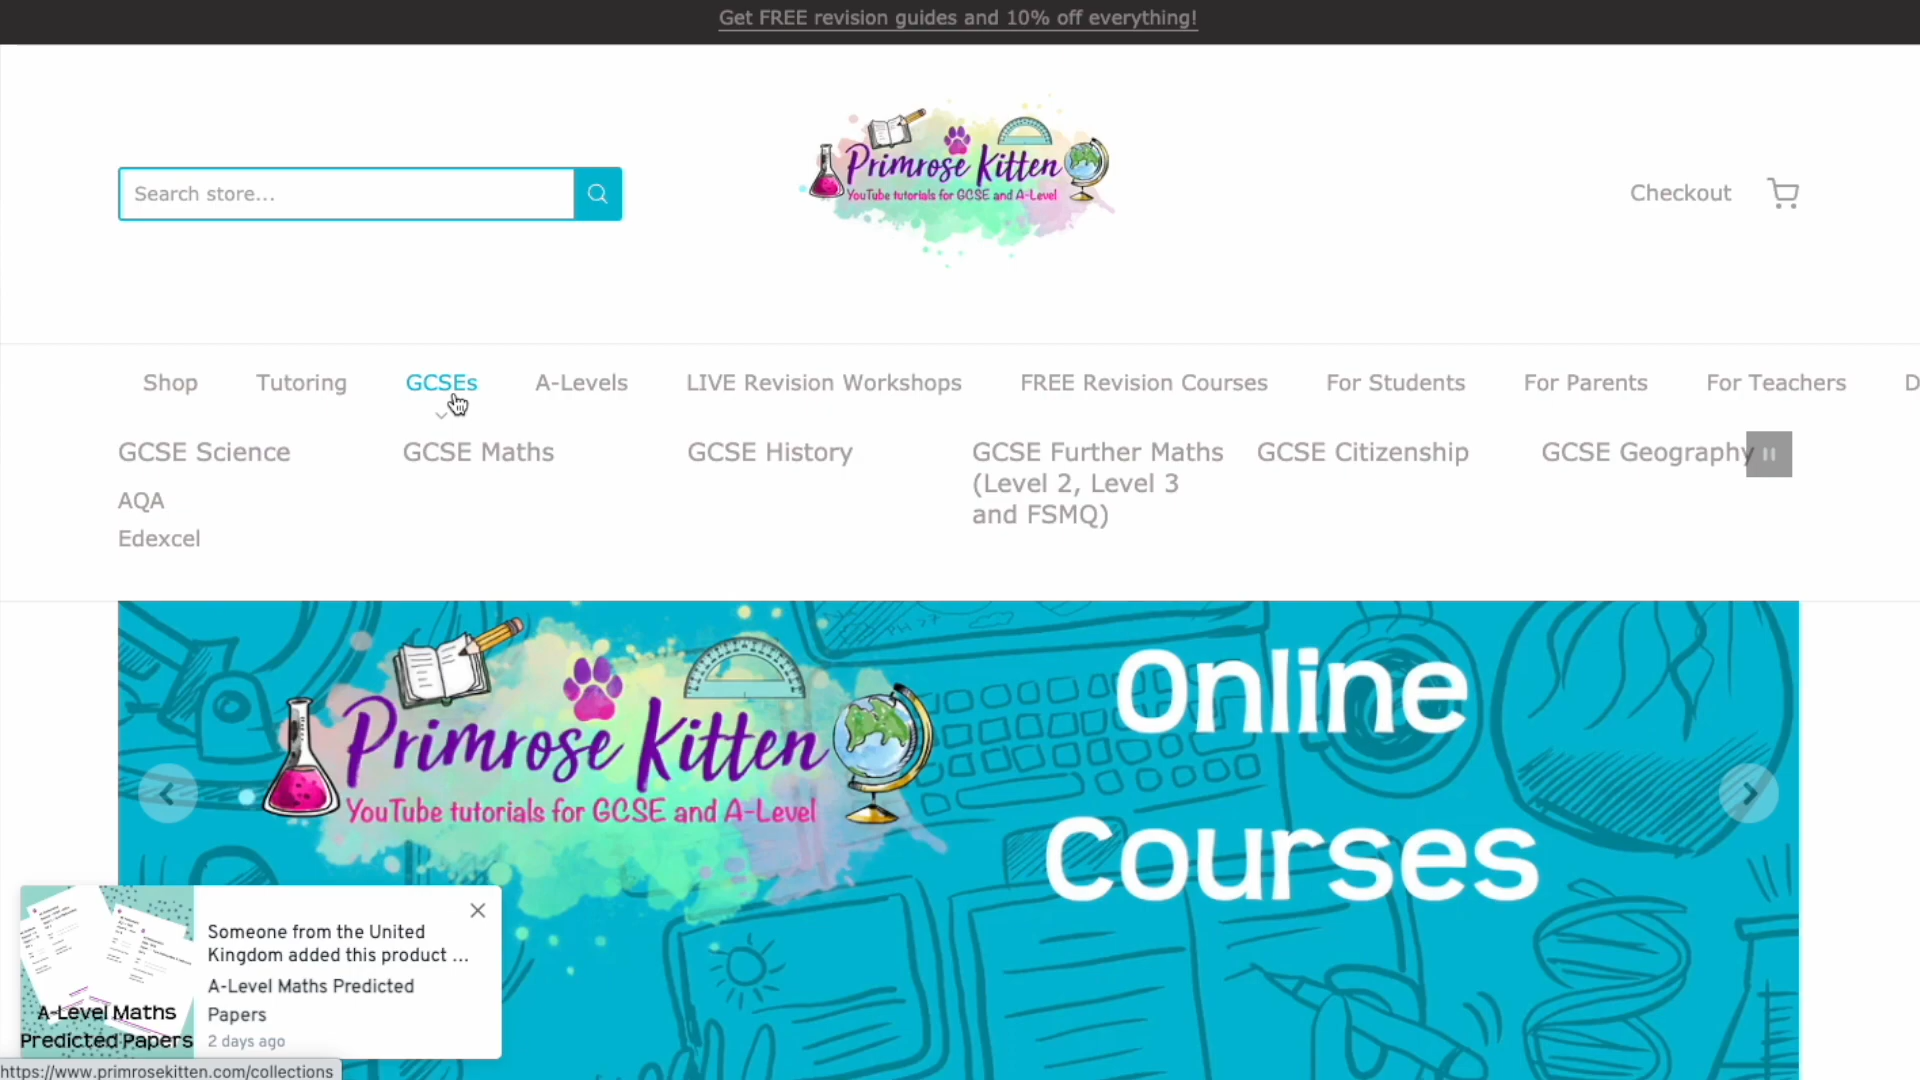 Get FREE revision guides and 10% off everything!
Search store...
Primrose Kitten
YouTube tutorials for GCSE and A-Level
Checkout
Shop
Tutoring
GCSEs
A-Levels
LIVE Revision Workshops
FREE Revision Courses
For Students
For Parents
For Teachers
D
GCSE Science
AQA
Edexcel
GCSE Maths
GCSE History
GCSE Further Maths
(Level 2, Level 3
and FSMQ)
GCSE Citizenship
GCSE Geography
Primrose Kitten
YouTube tutorials for GCSE and A-Level
Online
Courses
A-Level Maths
Predicted Papers
Someone from the United
Kingdom added this product ...
A-Level Maths Predicted
Papers
2 days ago
https://www.primrosekitten.com/collections